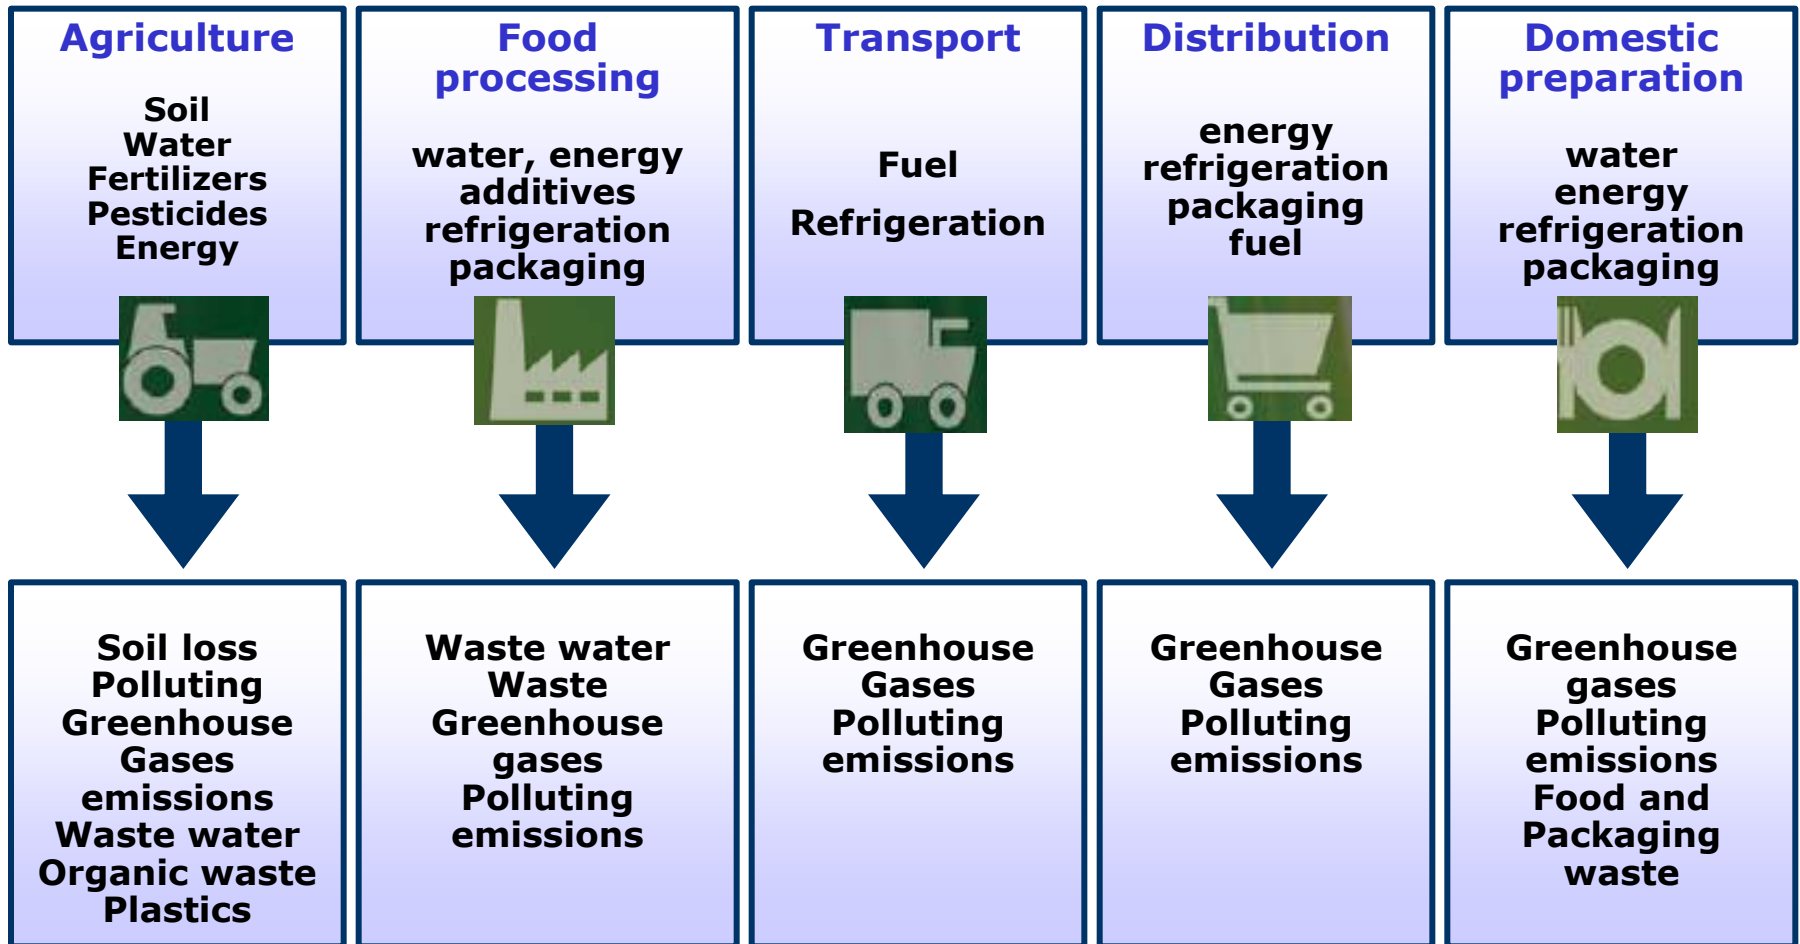 Agriculture
Soil
Water
Fertilizers
Pesticides
Energy
Food
processing
water, energy
additives
refrigeration
packaging
Transport
Fuel
Refrigeration
Distribution
energy
refrigeration
packaging
fuel
Domestic
preparation
water
energy
refrigeration
packaging
Soil loss
Polluting
Greenhouse
Gases
emissions
Waste water
Organic waste
Plastics
Waste water
Waste
Greenhouse
gases
Polluting
emissions
Greenhouse
Gases
Polluting
emissions
Greenhouse
Gases
Polluting
emissions
Greenhouse
gases
Polluting
emissions
Food and
Packaging
waste